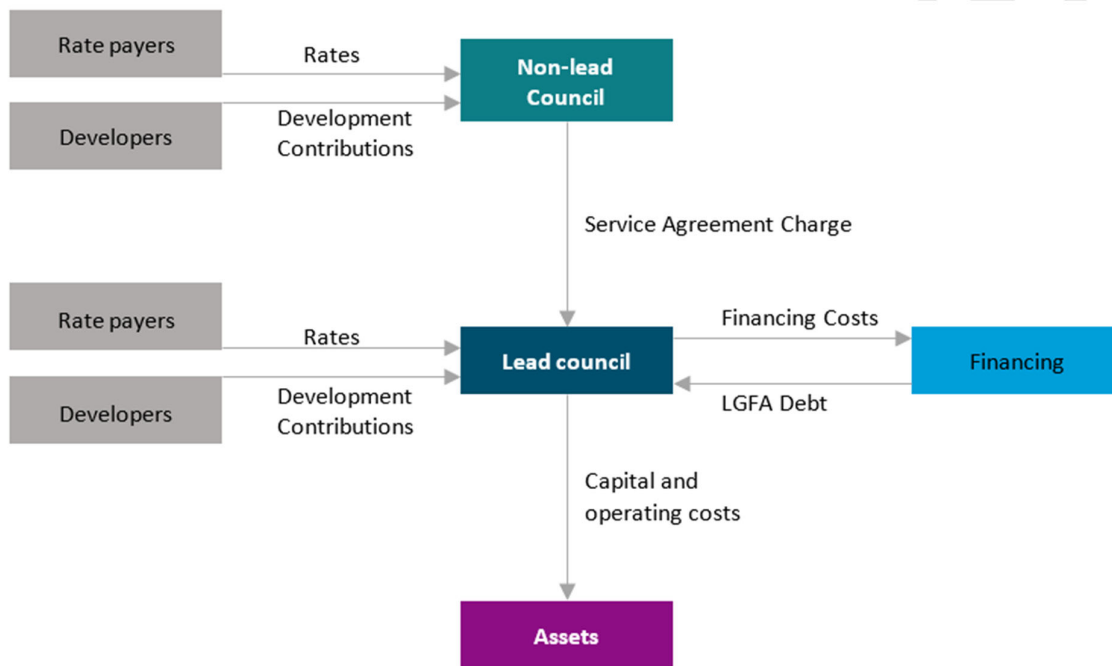 Rate payers
Rates
Non-lead
Council
Developers
Development
Contributions
Service Agreement Charge
Rate payers
Rates
Lead council
Financing Costs
Financing
LGFA Debt
Developers
Development
Contributions
Capital and
operating costs
Assets